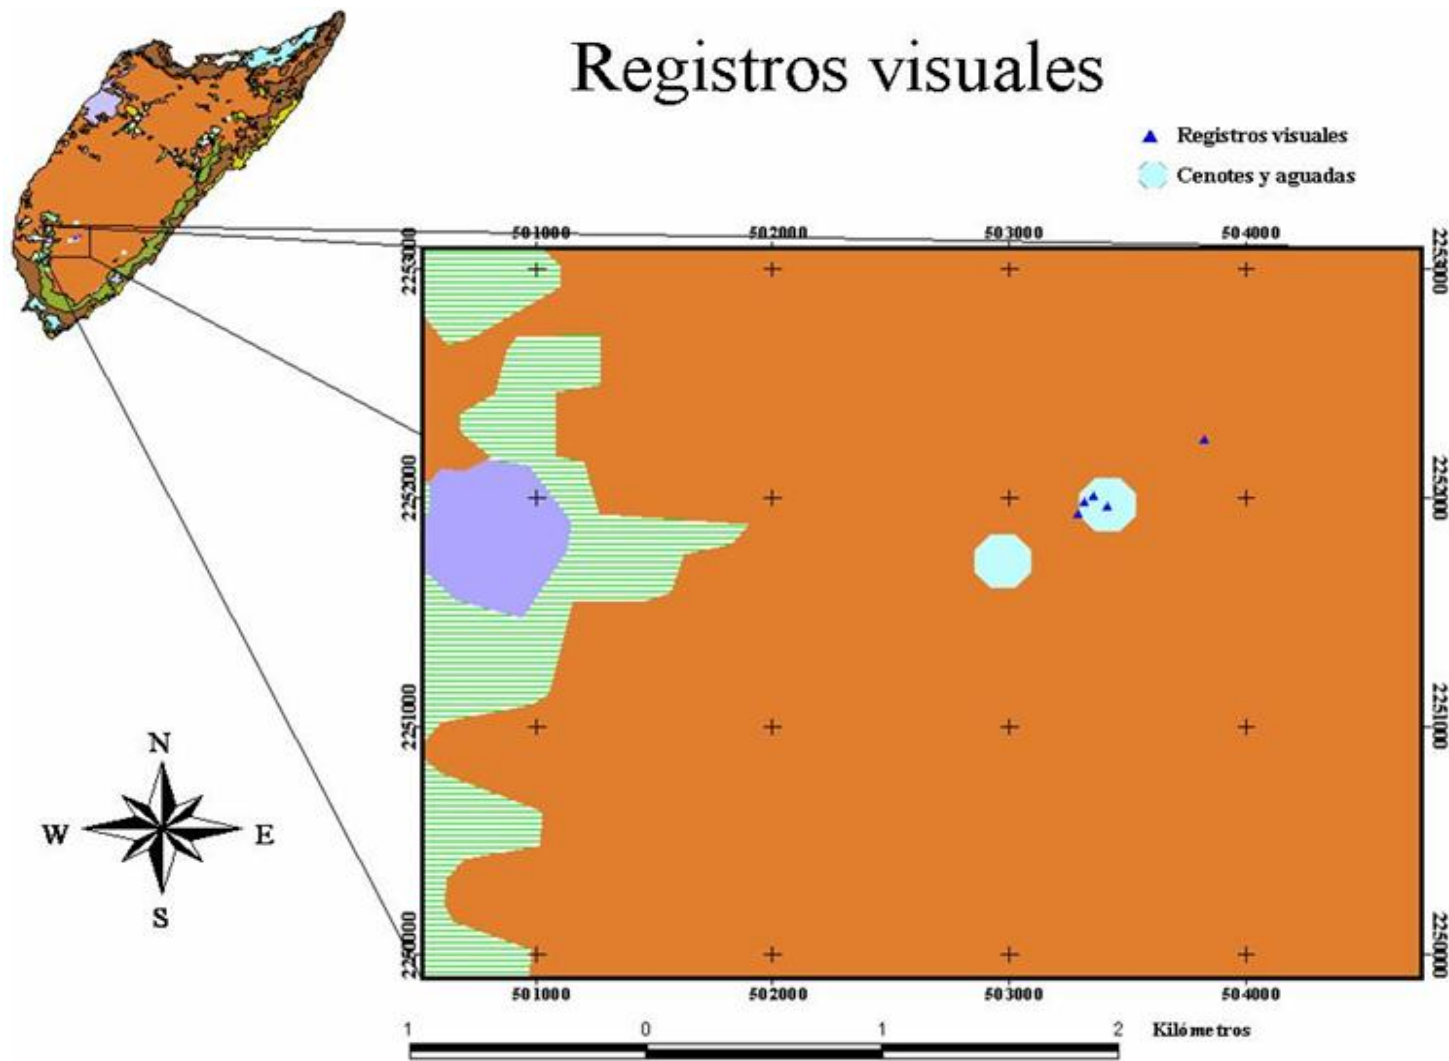 Registros visuales
Registros visuales
Cenotes y aguadas
501000 502000 503000 504000
2253000 2253000
2252000 2252000
2251000 2251000
2250000 2250000
N
W E
S
501000 502000 503000 504000
1 0 1 2 Kilómetros